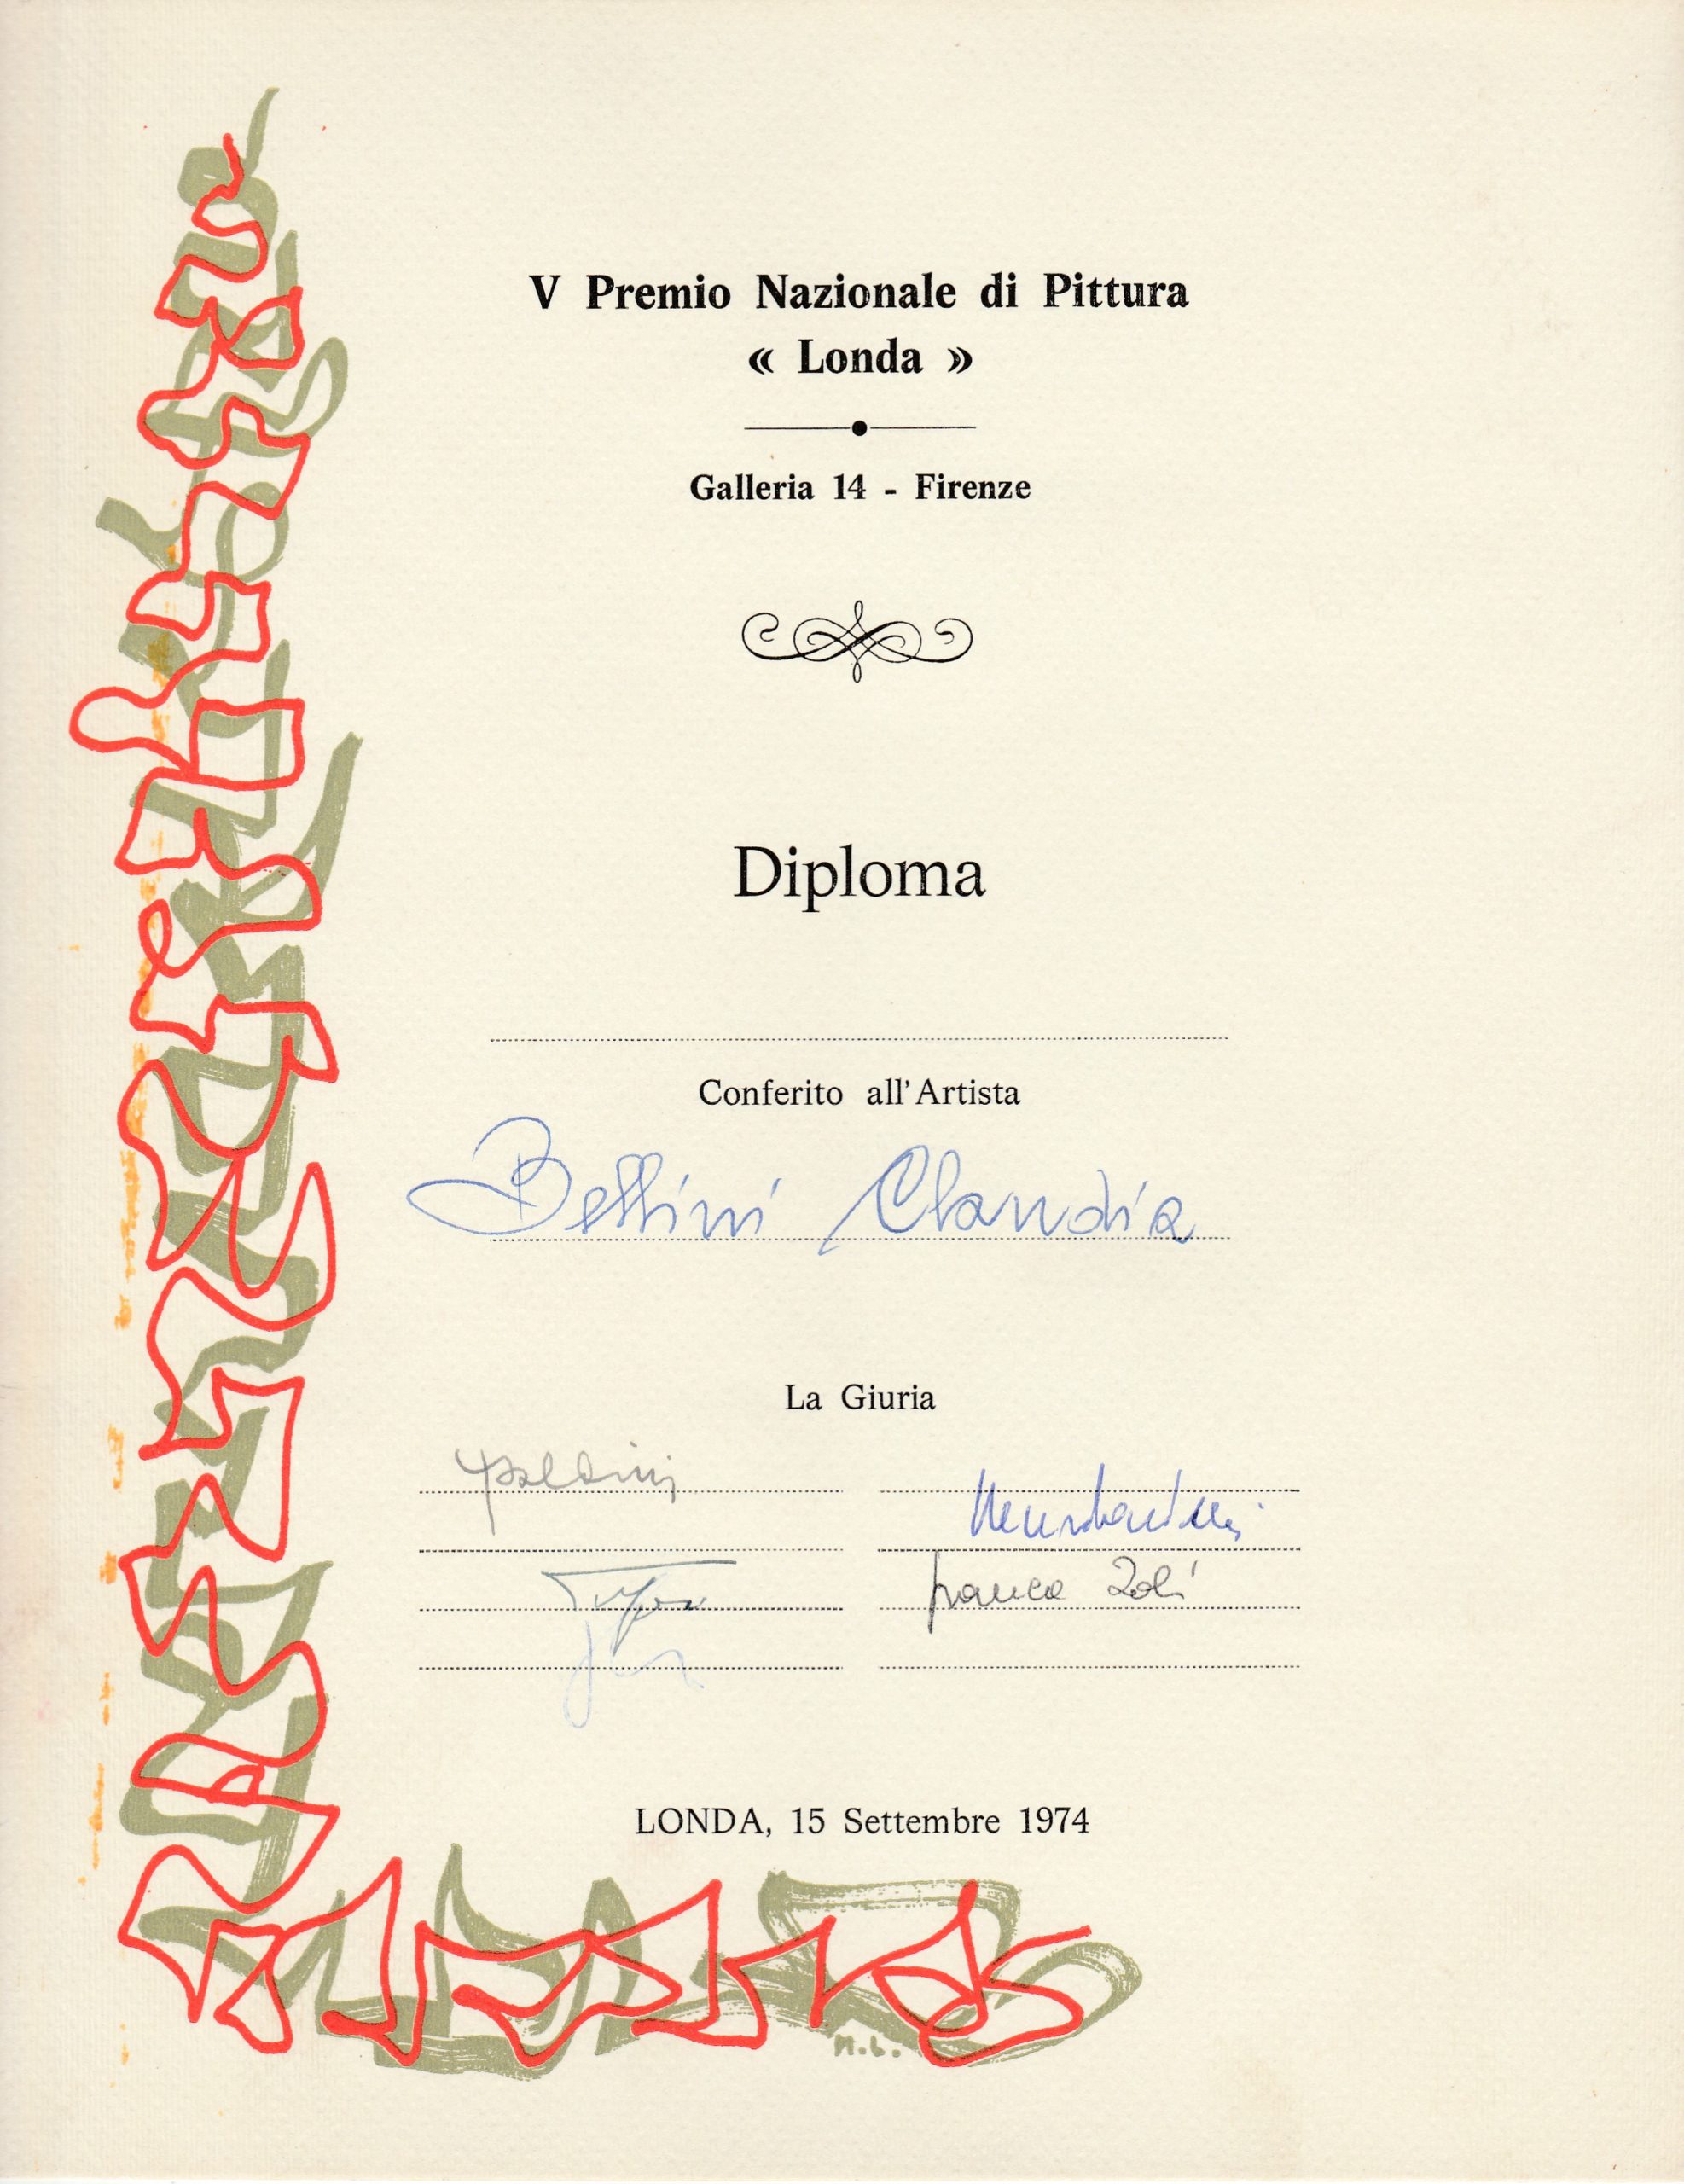 V Premio Nazionale di Pittura
« Londa »
Galleria 14 - Firenze
Diploma
Conferito all'Artista
Bellini Claudia
La Giuria
Franco Zoli
LONDA, 15 Settembre 1974
M.L.